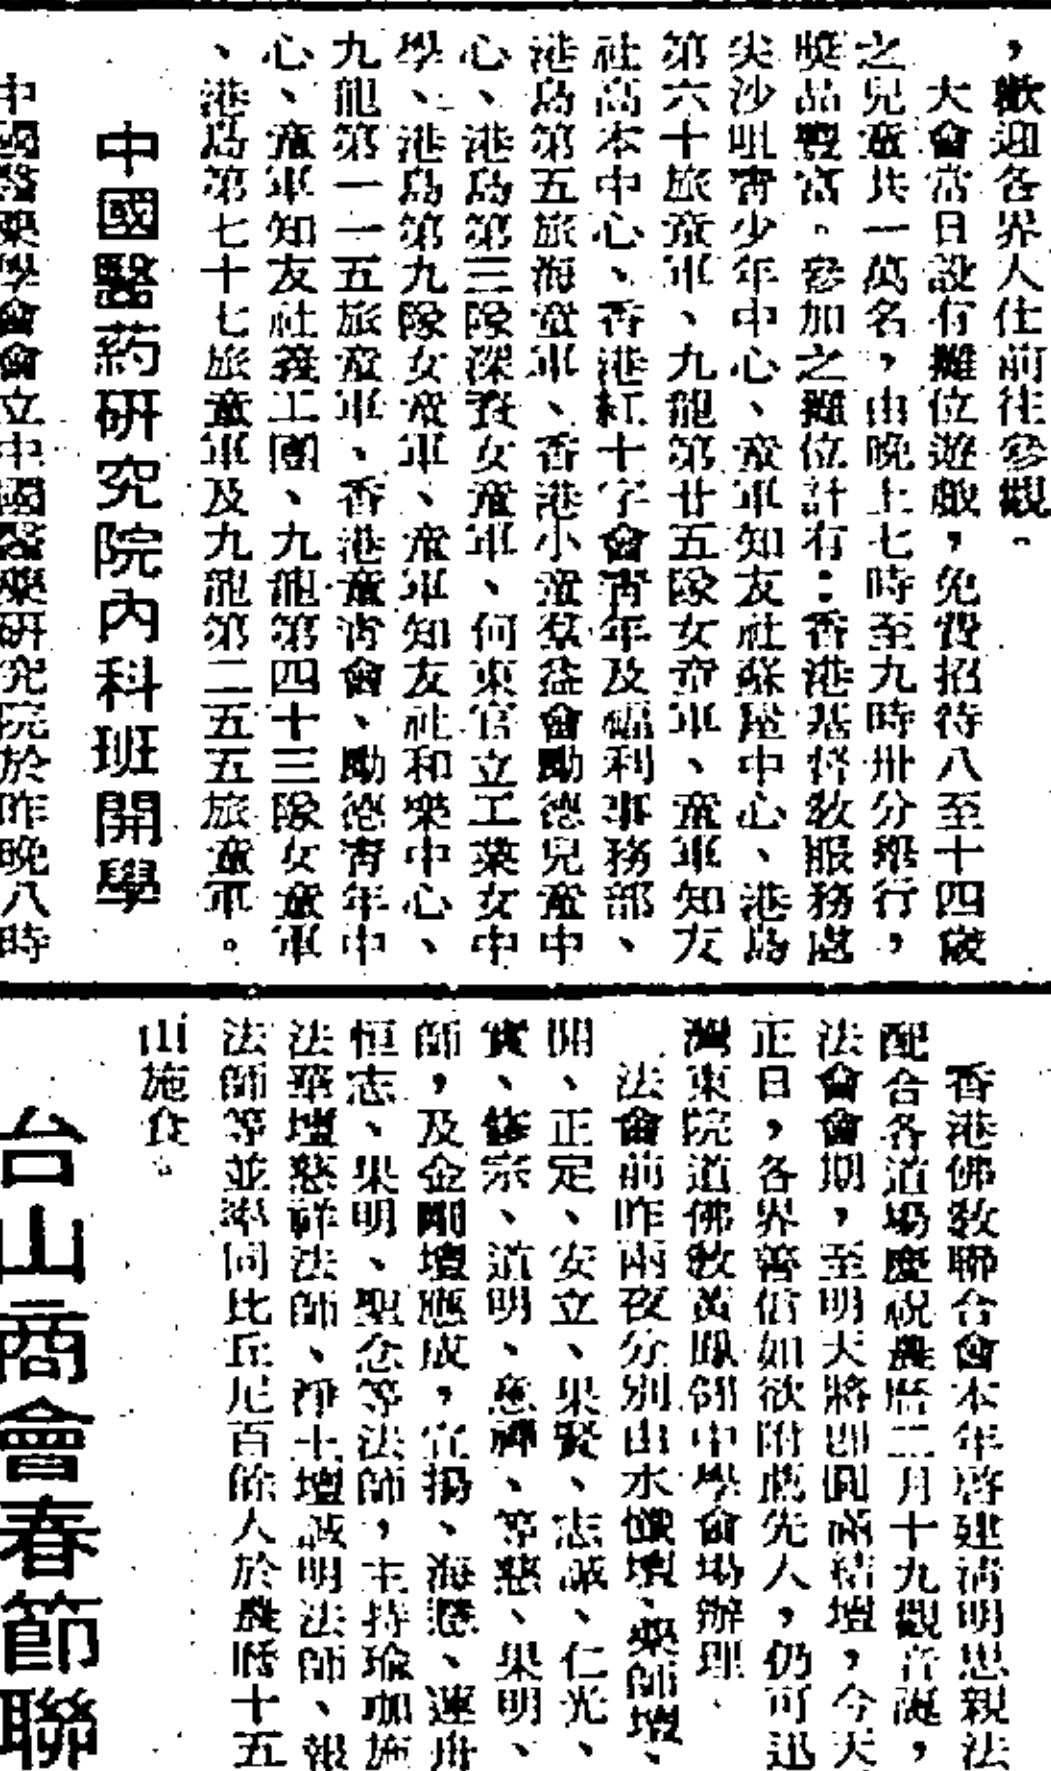 ，歡迎各界人仕前往參觀。
大會當日設有攤位遊戲，免費招待八至十四歲
之兒童共一萬名，由晚上七時至九時卅分舉行，
獎品豐富。參加之攤位計有：香港基督教服務處
尖沙咀青少年中心、童軍知友社蘇屋中心、港島
第六十旅童軍、九龍第廿五隊女童軍、童軍知友
社高本中心、香港紅十字會青年及福利事務部、
港島第五旅海童軍、香港小童羣益會勵德兒童中
心、港島第三隊深資女童軍、何東官立工業女中
學、港島第九隊女童軍、童軍知友社和樂中心、
九龍第一一五旅童軍、香港童青會、勵德青年中
心、童軍知友社義工團、九龍第四十三隊女童軍
、港島第七十七旅童軍及九龍第二五五旅童軍。
中國醫葯研究院內科班開學
中國醫藥學會會立中國醫藥研究院於昨晚八時
香港佛教聯合會本年啓建清明思親法
配合各道場慶祝農曆二月十九觀音誕，
法會會期，至明天將即圓滿結壇，今天
正日，各界善信如欲附薦先人，仍可迅
灣東院道佛教黃鳳翎中學會場辦理．
法會前昨兩夜分別由水懺壇、藥師壇、
開、正定、安立、果賢、志誠、仁光、
實、修宗、道明、意禪、等慈、果明、
師，及金剛壇應成，宣揚、海慧、運舟
恒志、果明、聖念等法師，主持瑜珈施
法華壇慈祥法師、淨土壇誠明法師、報
法師等並率同比丘尼百餘人於農曆十五
山施食。
台山商會春節聯